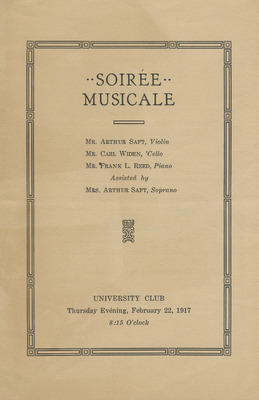 ··SOIRÉE··
MUSICALE
Mr. Arthur Saft, Violin
Mr. Carl Widen, 'Cello
Mr. Frank L. Reed, Piano
Assisted by
Mrs. Arthur Saft, Soprano
UNIVERSITY CLUB
Thursday Evening, February 22, 1917
8:15 O'clock